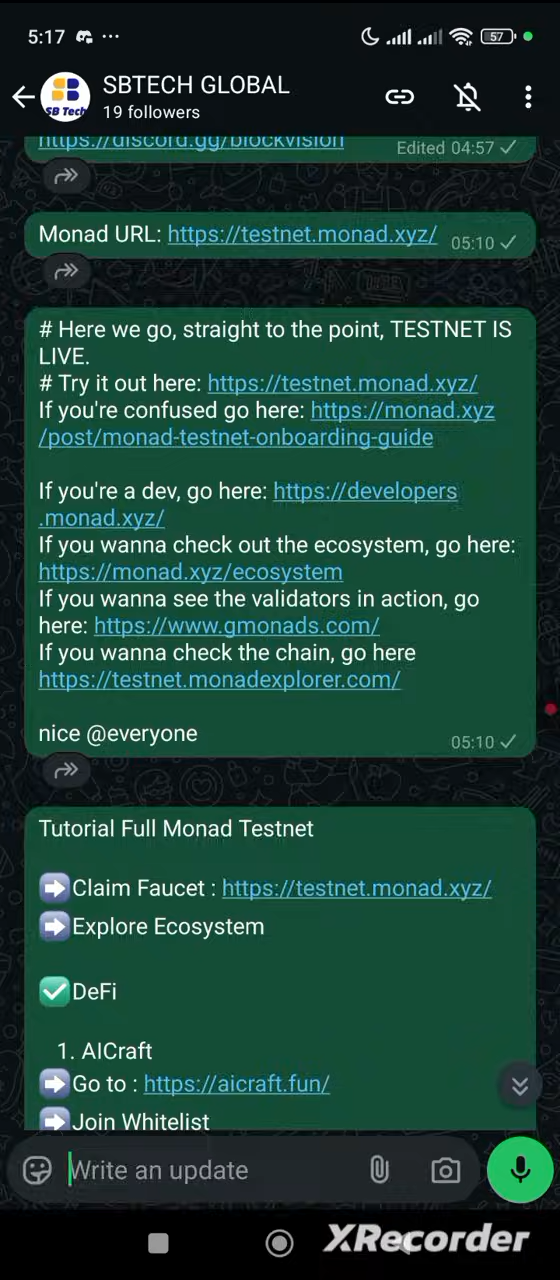 5:17
57
SBTECH GLOBAL
SB Tech
19 followers
https://discord.gg/blockvision
Edited 04:57
Monad URL: https://testnet.monad.xyz/
05:10
# Here we go, straight to the point, TESTNET IS
LIVE.
# Try it out here: https://testnet.monad.xyz/
If you're confused go here: https://monad.xyz
/post/monad-testnet-onboarding-guide
If you're a dev, go here: https://developers
.monad.xyz/
If you wanna check out the ecosystem, go here:
https://monad.xyz/ecosystem
If you wanna see the validators in action, go
here: https://www.gmonads.com/
If you wanna check the chain, go here
https://testnet.monadexplorer.com/
nice @everyone
05:10
Tutorial Full Monad Testnet
Claim Faucet : https://testnet.monad.xyz/
Explore Ecosystem
DeFi
1. AICraft
Go to : https://aicraft.fun/
Join Whitelist
Write an update
XRecorder